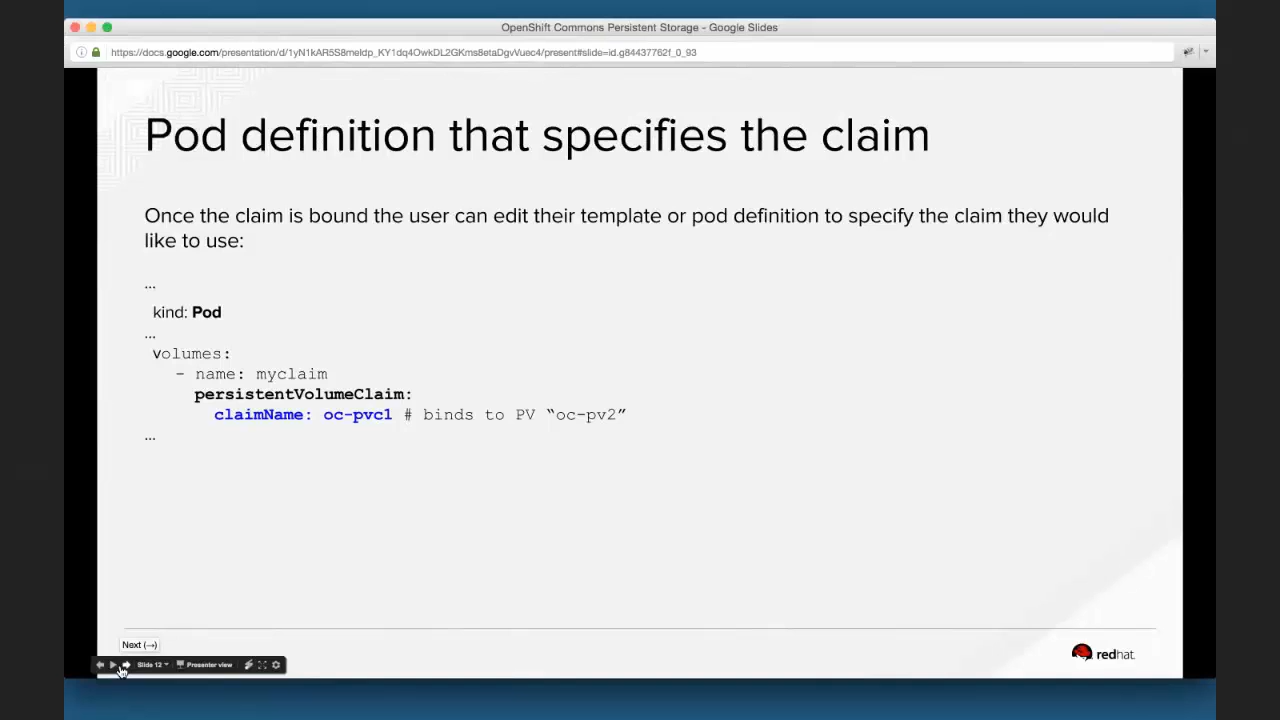 OpenShift Commons Persistent Storage - Google Slides
Pod definition that specifies the claim
Once the claim is bound the user can edit their template or pod definition to specify the claim they would
like to use:
...
kind: Pod
...
volumes:
- name: myclaim
persistentVolumeClaim:
claimName: oc-pvc1 # binds to PV “oc-pv2”
...
Next (→)
Slide 12
Presenter view
redhat.